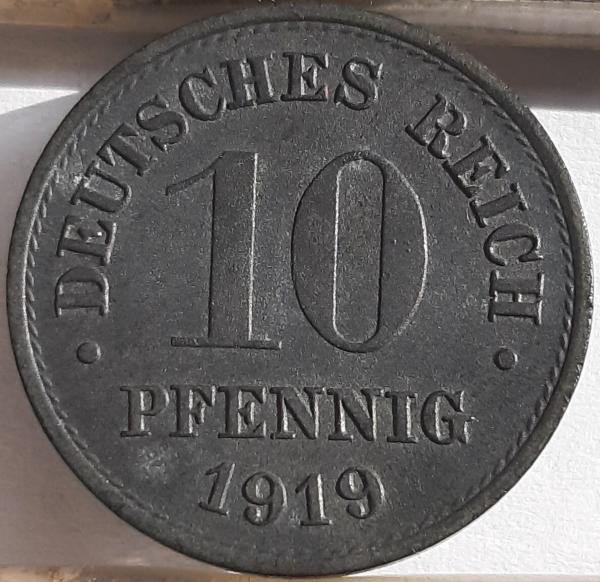 DEUTSCHES REICH
10
PFENNIG
1919